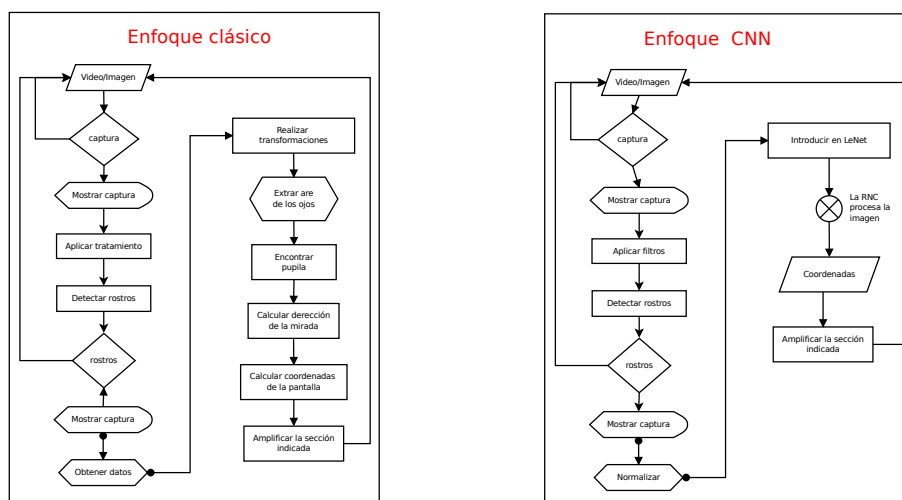 Enfoque clásico
Video/Imagen
captura
Mostrar captura
Aplicar tratamiento
Detectar rostros
rostros
Mostrar captura
Obtener datos
Realizar
transformaciones
Extrar are
de los ojos
Encontrar
pupila
Calcular derección
de la mirada
Calcular coordenadas
de la pantalla
Amplificar la sección
indicada
Enfoque CNN
Video/Imagen
captura
Mostrar captura
Aplicar filtros
Detectar rostros
rostros
Mostrar captura
Normalizar
Introducir en LeNet
La RNC
procesa la
imagen
Coordenadas
Amplificar la sección
indicada